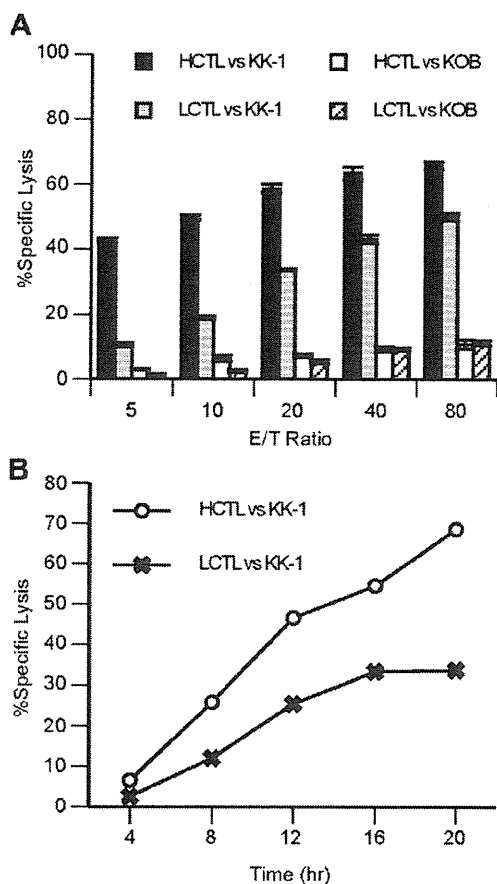 A
HCTL vs KK-1
HCTL vs KOB
LCTL vs KK-1
LCTL vs KOB
%Specific Lysis
100
80
60
40
20
0
5 10 20 40 80
E/T Ratio
B
HCTL vs KK-1
LCTL vs KK-1
%Specific Lysis
80
70
60
50
40
30
20
10
0
4 8 12 16 20
Time (hr)